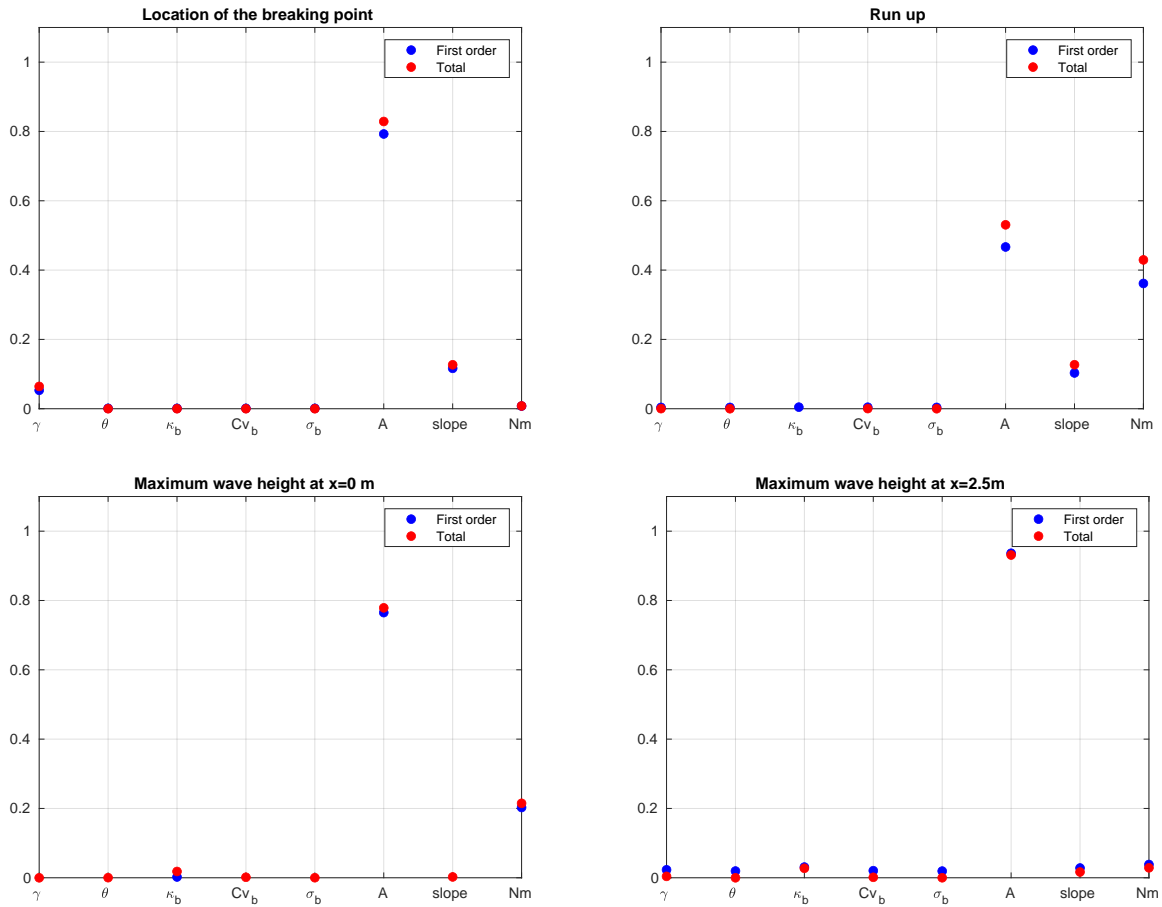 Location of the breaking point
First order
Total
1
0.8
0.6
0.4
0.2
0
γ θ κb Cvb σb A slope Nm
Run up
First order
Total
1
0.8
0.6
0.4
0.2
0
γ θ κb Cvb σb A slope Nm
Maximum wave height at x=0 m
First order
Total
1
0.8
0.6
0.4
0.2
0
γ θ κb Cvb σb A slope Nm
Maximum wave height at x=2.5m
First order
Total
1
0.8
0.6
0.4
0.2
0
γ θ κb Cvb σb A slope Nm